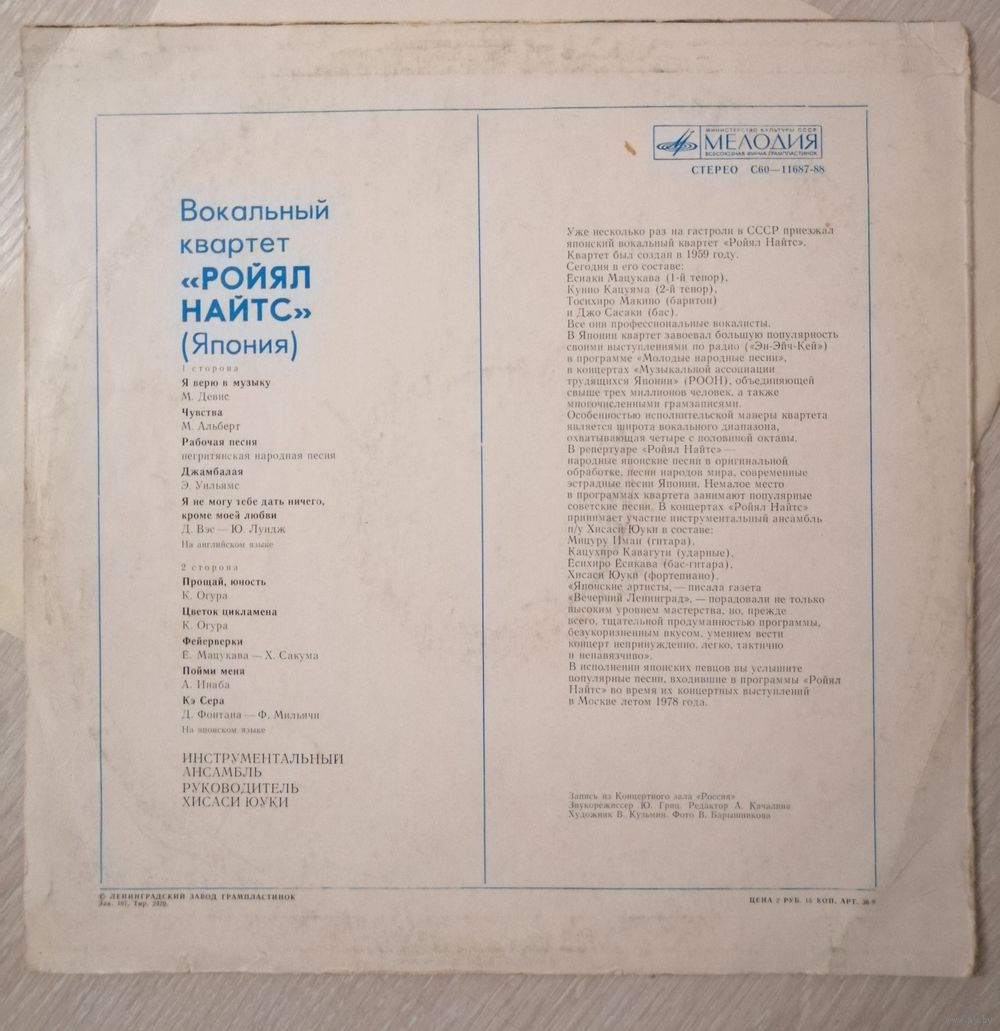 Вокальный
квартет
«РОЙЯЛ
НАЙТС»
(Япония)
1 сторона
Я верю в музыку
М. Девис
Чувства
М. Альберт
Рабочая песня
негритянская народная песня
Джамбалая
Э. Уильямс
Я не могу тебе дать ничего,
кроме моей любви
Д. Вэс — Ю. Лундж
На английском языке
2 сторона
Прощай, юность
К. Огура
Цветок цикламена
К. Огура
Фейерверки
Е. Мацукава — Х. Сакума
Пойми меня
А. Инаба
Кэ Сера
Д. Фонтана — Ф. Мильячи
На японском языке
ИНСТРУМЕНТАЛЬНЫЙ
АНСАМБЛЬ
РУКОВОДИТЕЛЬ
ХИСАСИ ЮУКИ
МИНИСТЕРСТВО КУЛЬТУРЫ СССР
МЕЛОДИЯ
ВСЕСОЮЗНАЯ ФИРМА ГРАМПЛАСТИНОК
СТЕРЕО С60—11687-88
Уже несколько раз на гастроли в СССР приезжал
японский вокальный квартет «Ройял Найтс».
Квартет был создан в 1959 году.
Сегодня в его составе:
Есиаки Мацукава (1-й тенор),
Кунио Кацуяма (2-й тенор),
Тосихиро Макино (баритон)
и Джо Сасаки (бас).
Все они профессиональные вокалисты.
В Японии квартет завоевал большую популярность
своими выступлениями по радио («Эн-Эйч-Кей»)
в программе «Молодые народные песни»,
в концертах «Музыкальной ассоциации
трудящихся Японии» (РООН), объединяющей
свыше трех миллионов человек, а также
многочисленными грамзаписями.
Особенностью исполнительской манеры квартета
является широта вокального диапазона,
охватывающая четыре с половиной октавы.
В репертуаре «Ройял Найтс» —
народные японские песни в оригинальной
обработке, песни народов мира, современные
эстрадные песни Японии. Немалое место
в программах квартета занимают популярные
советские песни. В концертах «Ройял Найтс»
принимает участие инструментальный ансамбль
п/у Хисаси Юуки в составе:
Мицуру Имаи (гитара),
Кацухиро Кавагути (ударные),
Есихиро Есикава (бас-гитара),
Хисаси Юуки (фортепиано).
«Японские артисты, — писала газета
«Вечерний Ленинград», — порадовали не только
высоким уровнем мастерства, но, прежде
всего, тщательной продуманностью программы,
безукоризненным вкусом, умением вести
концерт непринужденно, легко, тактично
и ненавязчиво».
В исполнении японских певцов вы услышите
популярные песни, входившие в программы «Ройял
Найтс» во время их концертных выступлений
в Москве летом 1978 года.
Запись из Концертного зала «Россия»
Звукорежиссер Ю. Гриц. Редактор А. Качалина
Художник В. Кузьмин. Фото В. Барышникова
© ЛЕНИНГРАДСКИЙ ЗАВОД ГРАМПЛАСТИНОК
Зак. 107. Тир.
ЦЕНА 2 РУБ. 15 КОП. АРТ. 36-9